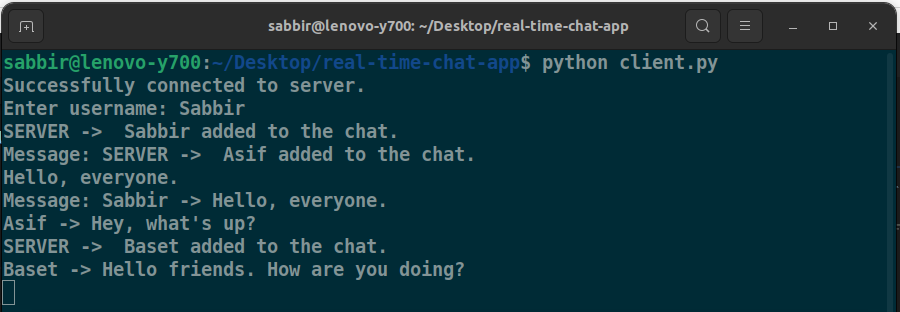 sabbir@lenovo-y700: ~/Desktop/real-time-chat-app
sabbir@lenovo-y700:~/Desktop/real-time-chat-app$ python client.py
Successfully connected to server.
Enter username: Sabbir
SERVER ->  Sabbir added to the chat.
Message: SERVER ->  Asif added to the chat.
Hello, everyone.
Message: Sabbir -> Hello, everyone.
Asif -> Hey, what's up?
SERVER ->  Baset added to the chat.
Baset -> Hello friends. How are you doing?